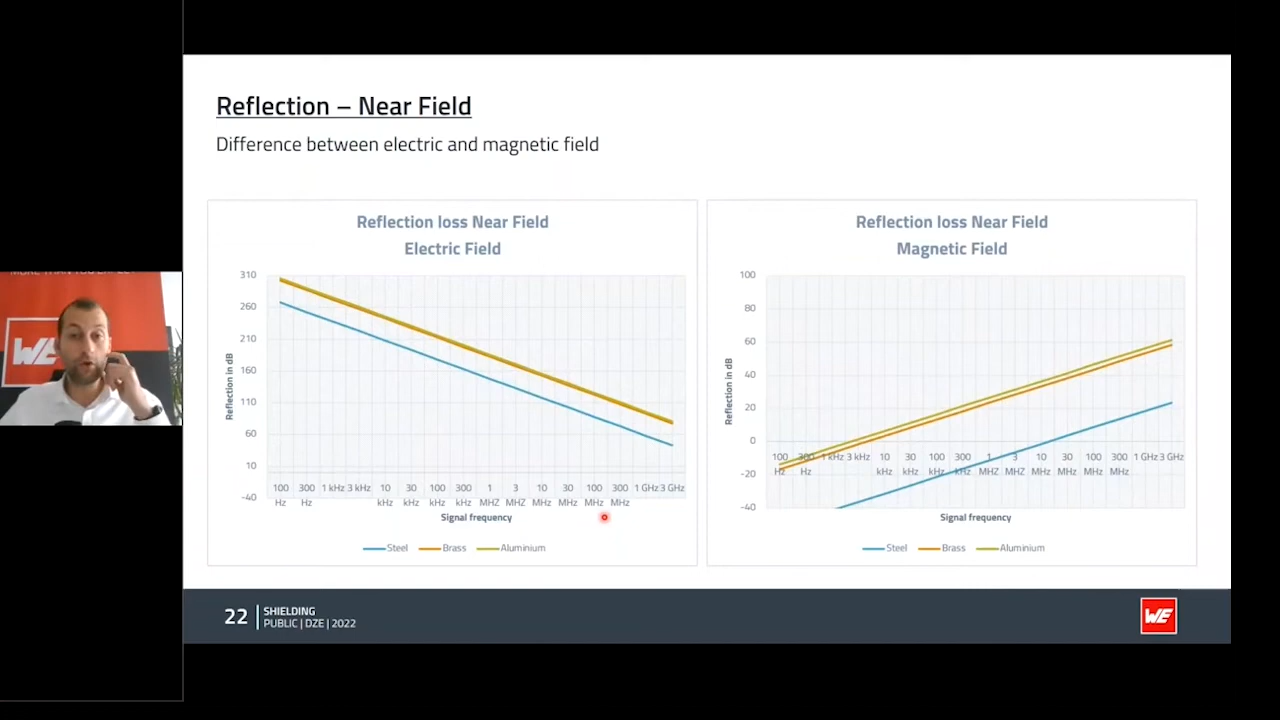 Reflection – Near Field
Difference between electric and magnetic field
Reflection loss Near Field
Electric Field
310
260
210
160
110
60
10
-40
Reflection in dB
100 Hz
300 Hz
1 kHz
3 kHz
10 kHz
30 kHz
100 kHz
300 kHz
1 MHZ
3 MHZ
10 MHz
30 MHz
100 MHz
300 MHz
1 GHz
3 GHz
Signal frequency
Steel
Brass
Aluminium
Reflection loss Near Field
Magnetic Field
100
80
60
40
20
0
-20
-40
Reflection in dB
100 Hz
300 Hz
1 kHz
3 kHz
10 kHz
30 kHz
100 kHz
300 kHz
1 MHZ
3 MHZ
10 MHz
30 MHz
100 MHz
300 MHz
1 GHz
3 GHz
Signal frequency
Steel
Brass
Aluminium
WE
22
SHIELDING
PUBLIC | DZE | 2022
WE